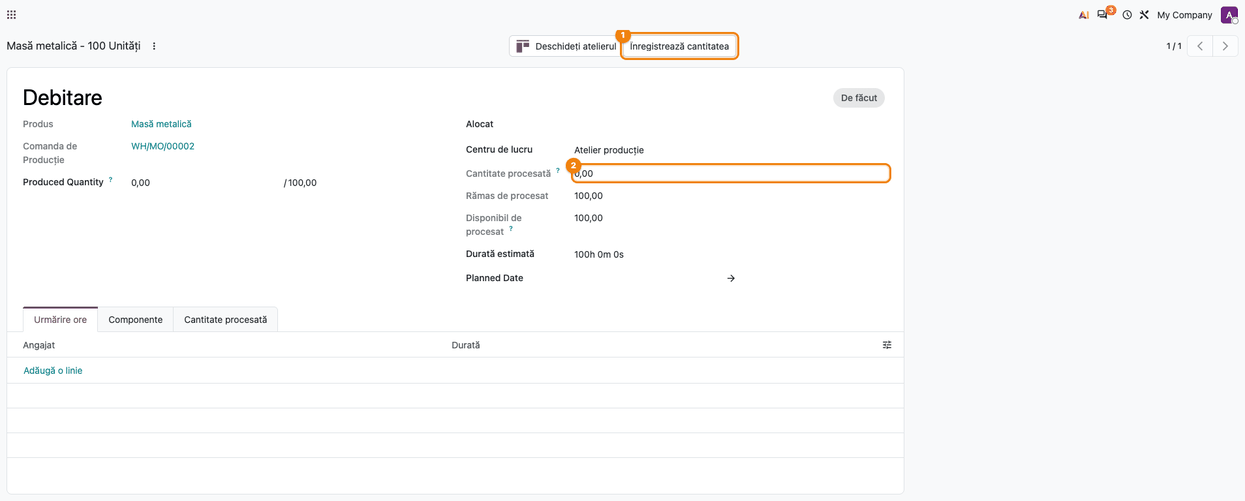 AI 3 My Company A
Masă metalică - 100 Unități
Deschideți atelierul
1
Înregistrează cantitatea
1 / 1
Debitare
De făcut
Produs Masă metalică
Comanda de Producție WH/MO/00002
Produced Quantity ? 0,00 / 100,00
Alocat
Centru de lucru Atelier producție
2
Cantitate procesată ? 0,00
Rămas de procesat 100,00
Disponibil de procesat ? 100,00
Durată estimată 100h 0m 0s
Planned Date
Urmărire ore Componente Cantitate procesată
Angajat Durată
Adăugă o linie